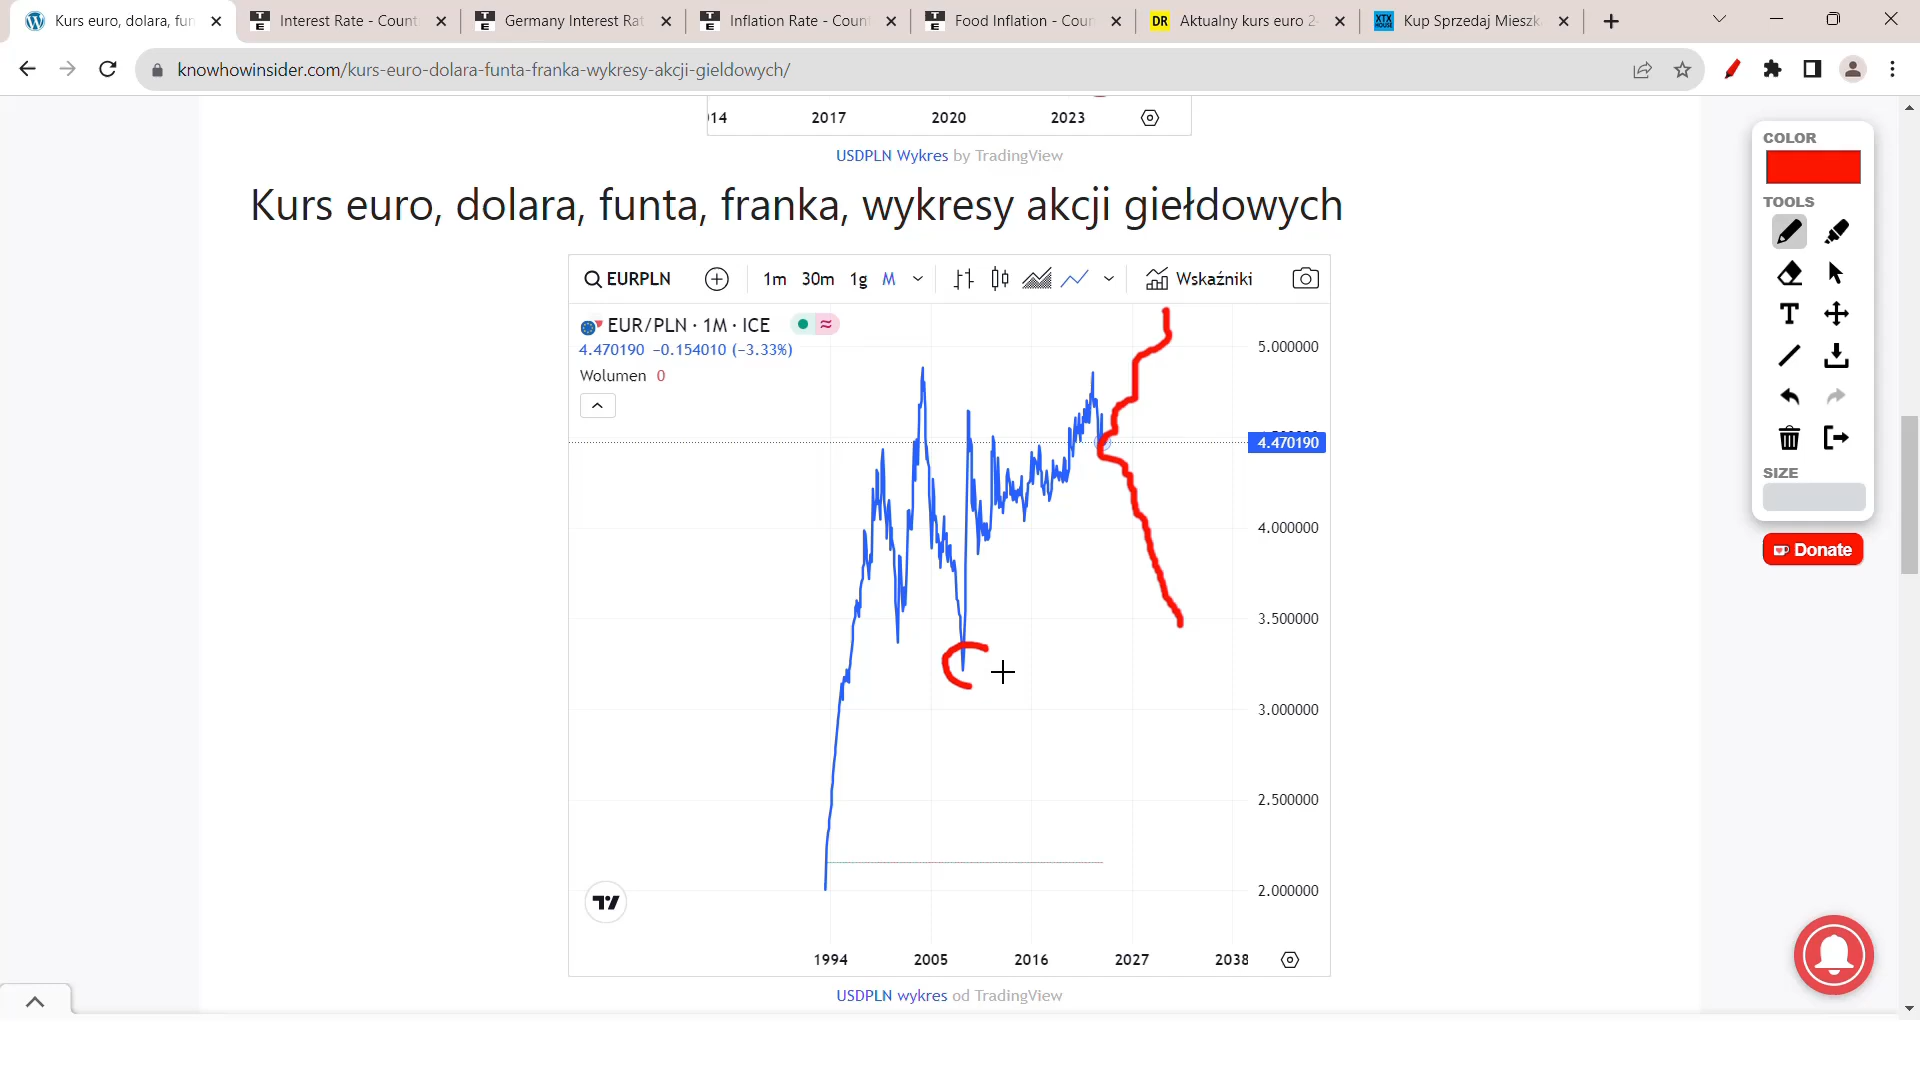 Kurs euro, dolara, fun
Interest Rate - Count
Germany Interest Rat
Inflation Rate - Coun
Food Inflation - Coun
DR Aktualny kurs euro 2
XTX HOUSE Kup Sprzedaj Mieszk
knowhowinsider.com/kurs-euro-dolara-funta-franka-wykresy-akcji-gieldowych/
14 2017 2020 2023
USDPLN Wykres by TradingView
Kurs euro, dolara, funta, franka, wykresy akcji giełdowych
EURPLN 1m 30m 1g M Wskaźniki
EUR/PLN · 1M · ICE
4.470190 −0.154010 (−3.33%)
Wolumen 0
5.000000
4.470190
4.000000
3.500000
3.000000
2.500000
2.000000
1994 2005 2016 2027 2038
USDPLN wykres od TradingView
COLOR
TOOLS
T
SIZE
Donate